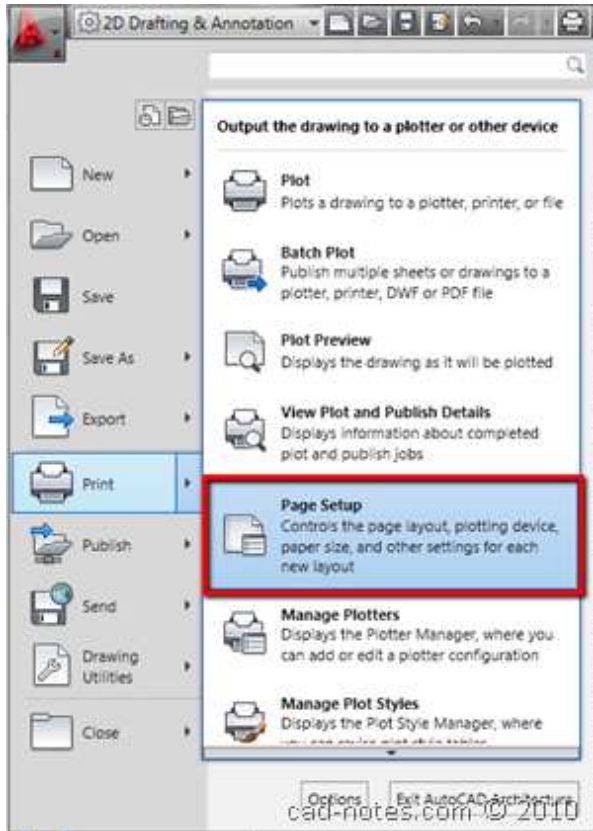 2D Drafting & Annotation
Output the drawing to a plotter or other device
New
Open
Save
Save As
Export
Print
Publish
Send
Drawing
Utilities
Close
Plot
Plots a drawing to a plotter, printer, or file
Batch Plot
Publish multiple sheets or drawings to a
plotter, printer, DWF or PDF file
Plot Preview
Displays the drawing as it will be plotted
View Plot and Publish Details
Displays information about completed
plot and publish jobs
Page Setup
Controls the page layout, plotting device,
paper size, and other settings for each
new layout
Manage Plotters
Displays the Plotter Manager, where you
can add or edit a plotter configuration
Manage Plot Styles
Displays the Plot Style Manager, where
Options
Exit AutoCAD Architecture
cad-notes.com © 2010